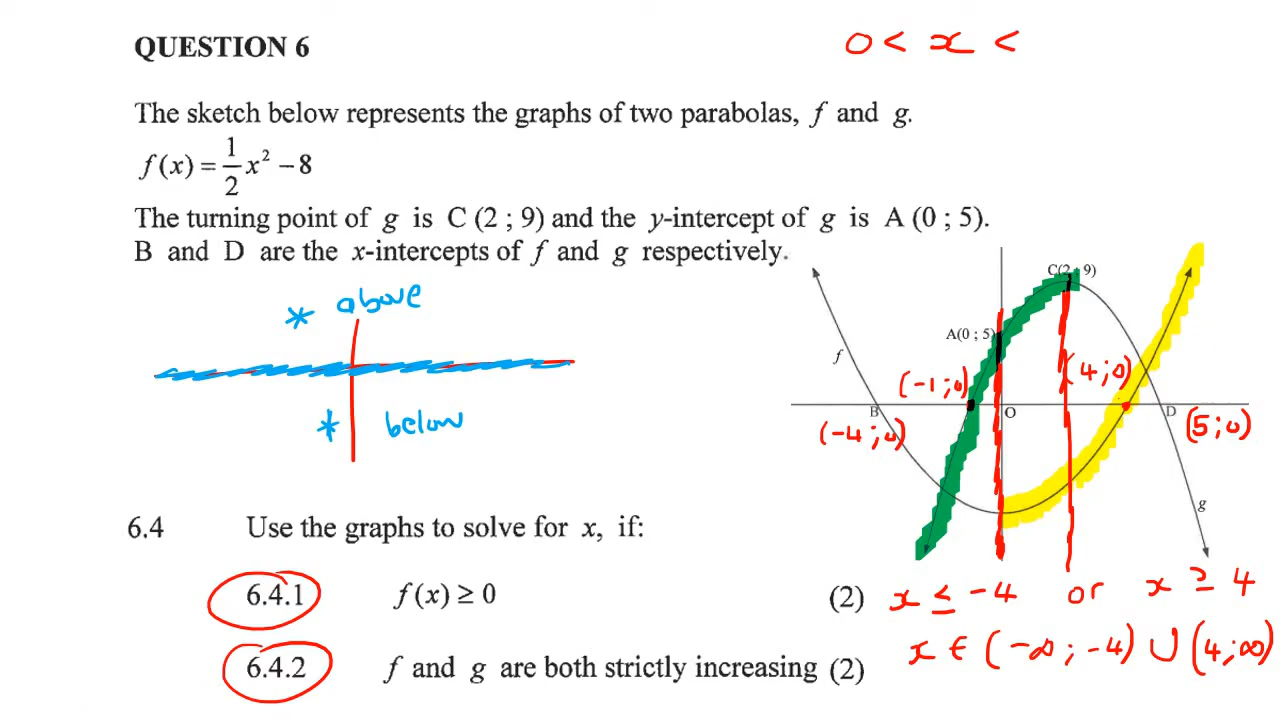 QUESTION 6
0 < x <
The sketch below represents the graphs of two parabolas, f and g.
f(x) = 1/2 x² − 8
The turning point of g is C (2 ; 9) and the y-intercept of g is A (0 ; 5).
B and D are the x-intercepts of f and g respectively.
* above
* below
C(2 ; 9)
A(0 ; 5)
f
(-1;0)
(4;0)
B
O
D
(-4;0)
(5;0)
g
6.4 Use the graphs to solve for x, if:
6.4.1 f(x) ≥ 0 (2) x ≤ -4 or x ≥ 4
x ∈ (-∞ ; -4) ∪ (4;∞)
6.4.2 f and g are both strictly increasing (2)